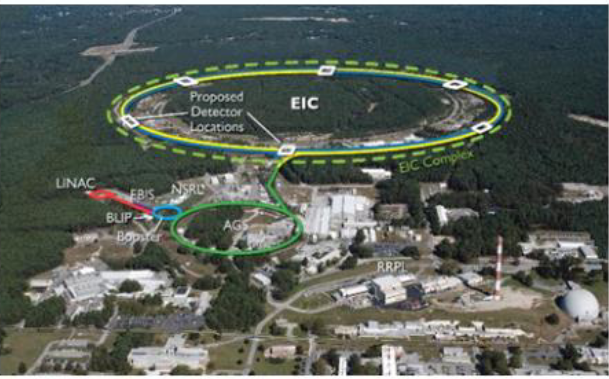 Proposed
Detector
Locations
EIC
EIC Complex
LINAC
EBIS
NSRL
BLIP
Booster
AGS
RRPL